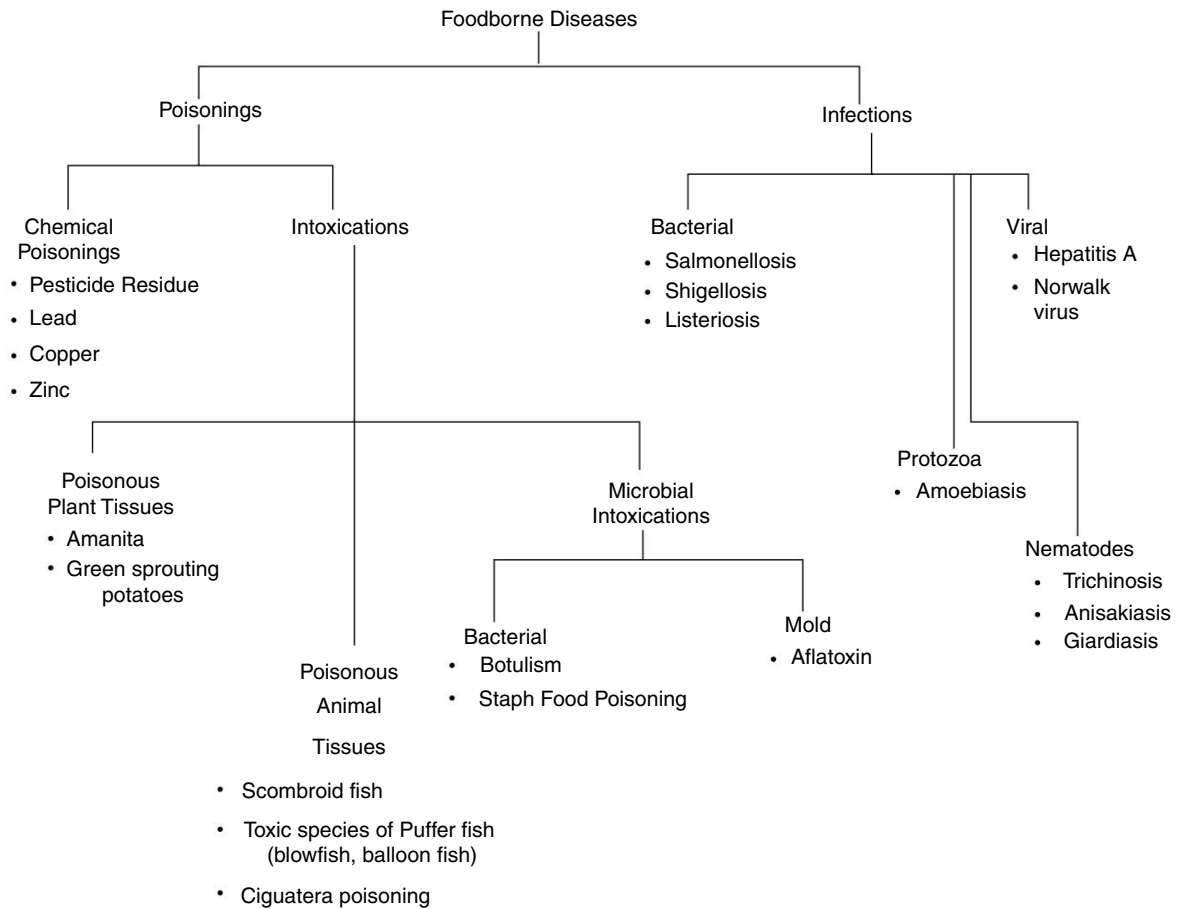 Foodborne Diseases
Poisonings
Infections
Chemical
Poisonings
• Pesticide Residue
• Lead
• Copper
• Zinc
Intoxications
Bacterial
• Salmonellosis
• Shigellosis
• Listeriosis
Viral
• Hepatitis A
• Norwalk
virus
Poisonous
Plant Tissues
• Amanita
• Green sprouting
potatoes
Poisonous
Animal
Tissues
• Scombroid fish
• Toxic species of Puffer fish
(blowfish, balloon fish)
• Ciguatera poisoning
Microbial
Intoxications
Bacterial
• Botulism
• Staph Food Poisoning
Mold
• Aflatoxin
Protozoa
• Amoebiasis
Nematodes
• Trichinosis
• Anisakiasis
• Giardiasis